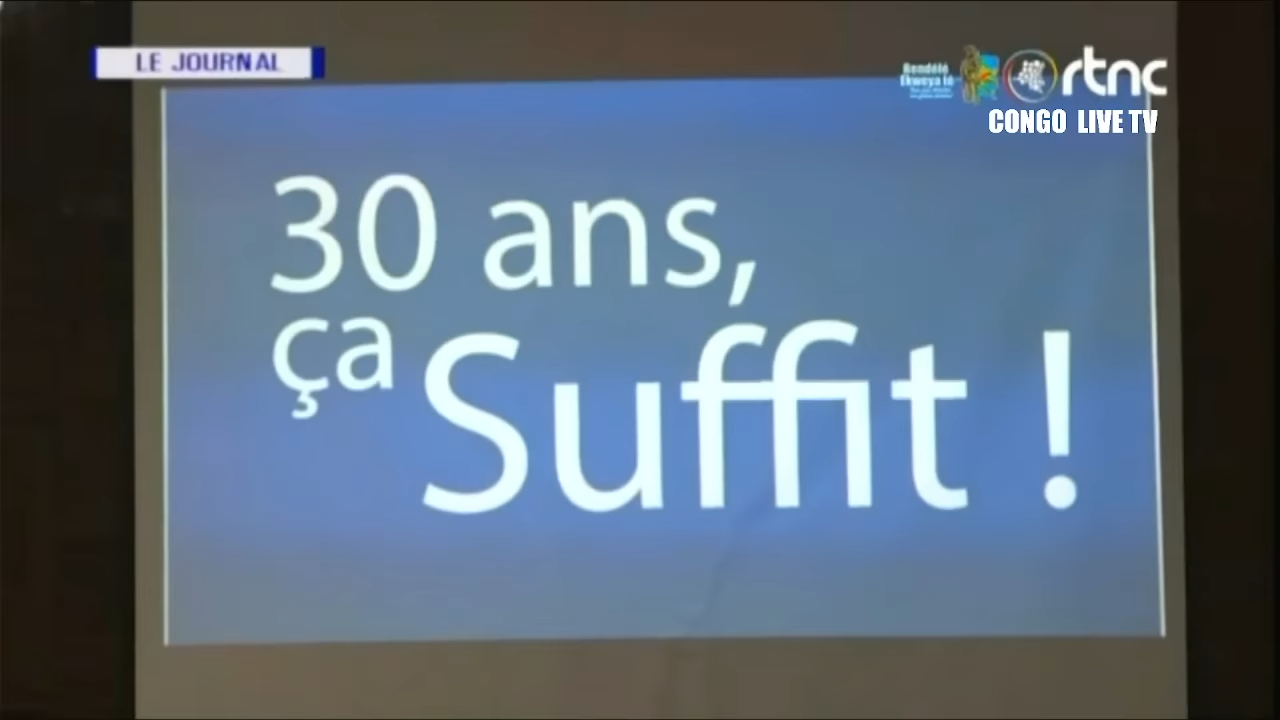 LE JOURNAL
rtnc
CONGO LIVE TV
30 ans,
ça Suffit !